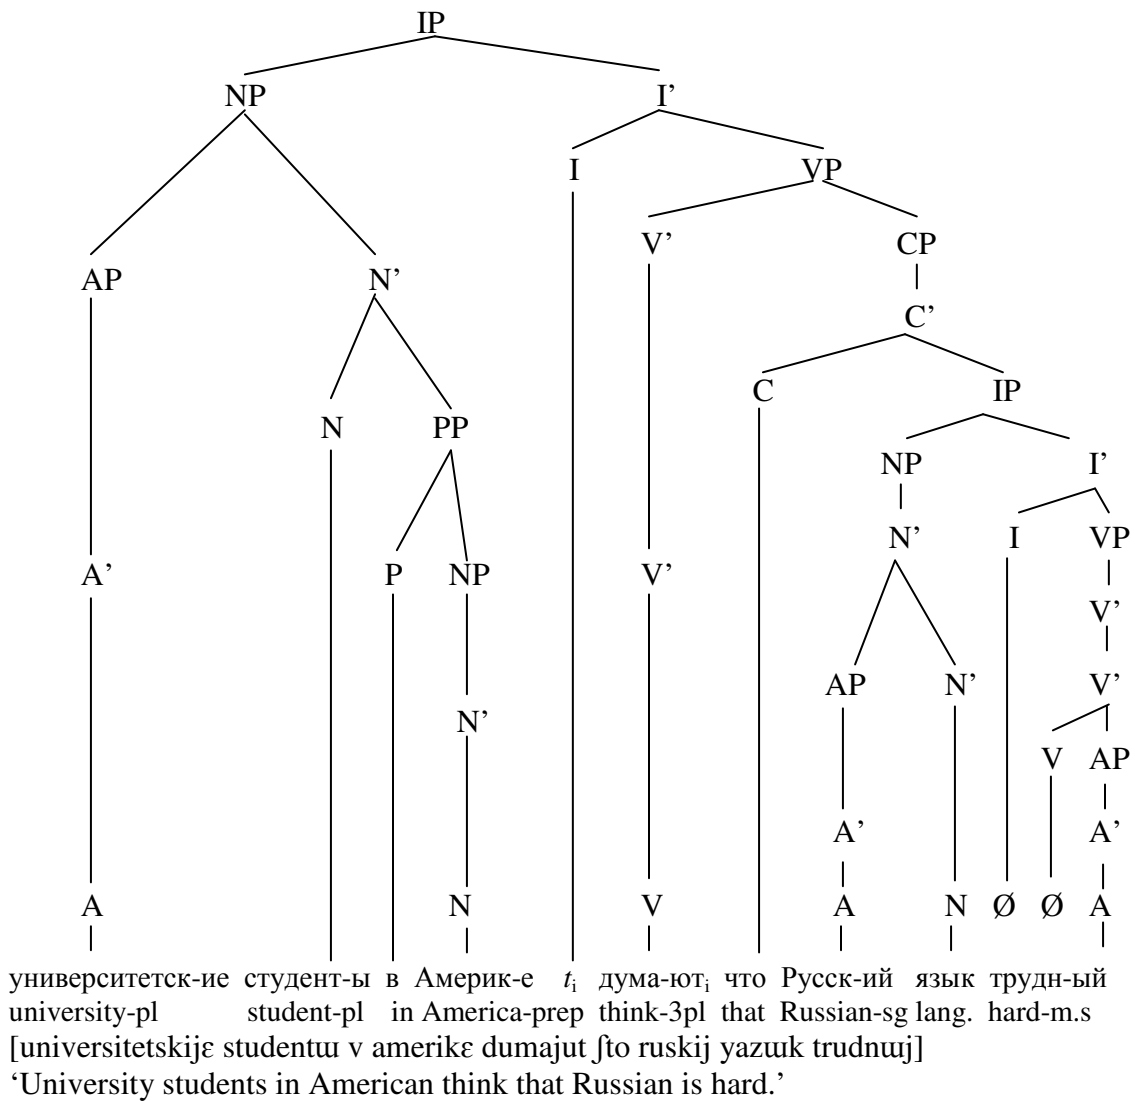 IP
NP I’
I VP
V’ CP
AP N’
C’
C IP
N PP
NP I’
N’ I VP
A’ P NP V’
V’
AP N’ V’
N’
V AP
A’ A’
A N V A N Ø Ø A
университетск-ие студент-ы в Америк-е tᵢ дума-ютᵢ что Русск-ий язык трудн-ый
university-pl student-pl in America-prep think-3pl that Russian-sg lang. hard-m.s
[universitetskijɛ studentɯ v amerikɛ dumajut ʃto ruskij yazɯk trudnɯj]
‘University students in American think that Russian is hard.’